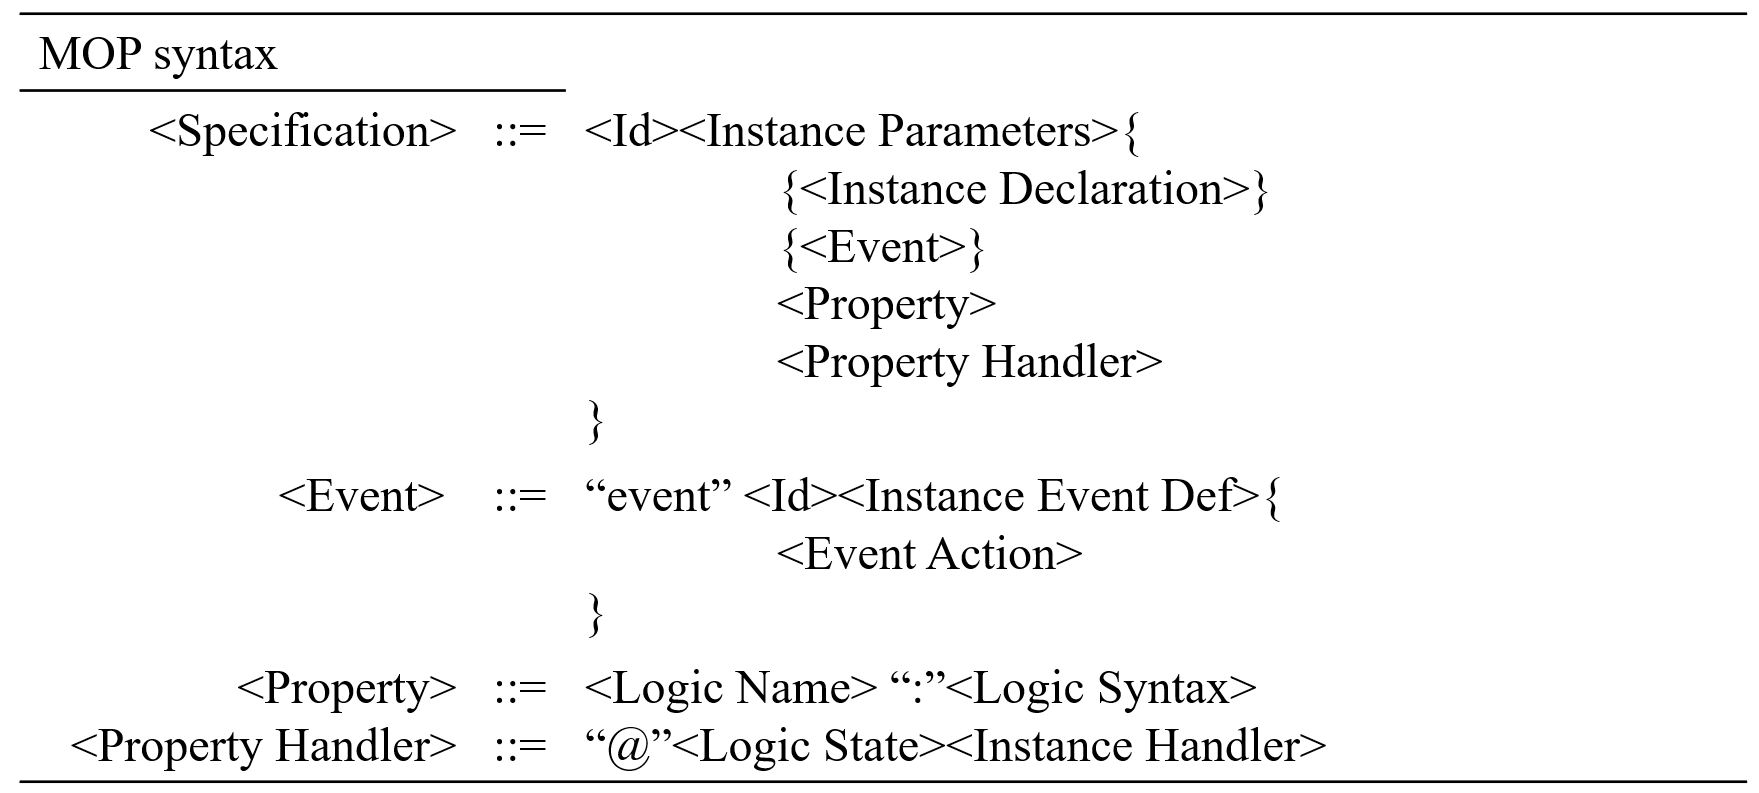 MOP syntax
<Specification> ::= <Id><Instance Parameters>{
{<Instance Declaration>}
{<Event>}
<Property>
<Property Handler>
}
<Event> ::= “event” <Id><Instance Event Def>{
<Event Action>
}
<Property> ::= <Logic Name> “:”<Logic Syntax>
<Property Handler> ::= “@”<Logic State><Instance Handler>